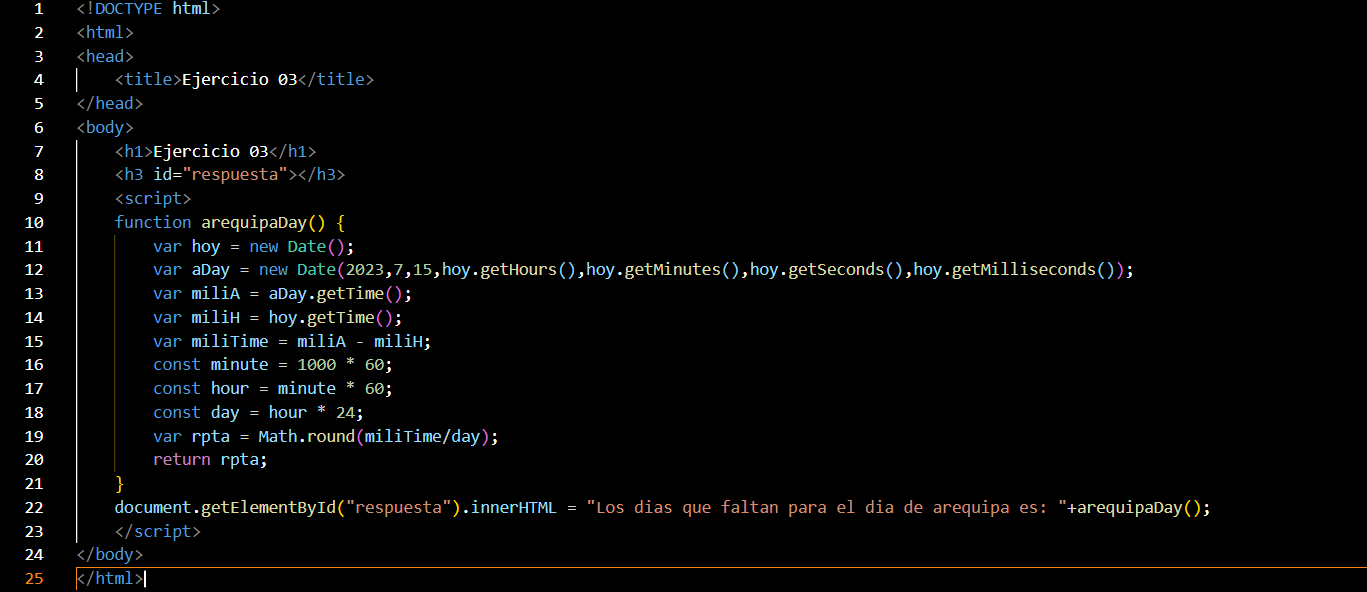 1 <!DOCTYPE html>
2 <html>
3 <head>
4     <title>Ejercicio 03</title>
5 </head>
6 <body>
7     <h1>Ejercicio 03</h1>
8     <h3 id="respuesta"></h3>
9     <script>
10     function arequipaDay() {
11         var hoy = new Date();
12         var aDay = new Date(2023,7,15,hoy.getHours(),hoy.getMinutes(),hoy.getSeconds(),hoy.getMilliseconds());
13         var miliA = aDay.getTime();
14         var miliH = hoy.getTime();
15         var miliTime = miliA - miliH;
16         const minute = 1000 * 60;
17         const hour = minute * 60;
18         const day = hour * 24;
19         var rpta = Math.round(miliTime/day);
20         return rpta;
21     }
22     document.getElementById("respuesta").innerHTML = "Los dias que faltan para el dia de arequipa es: "+arequipaDay();
23     </script>
24 </body>
25 </html>